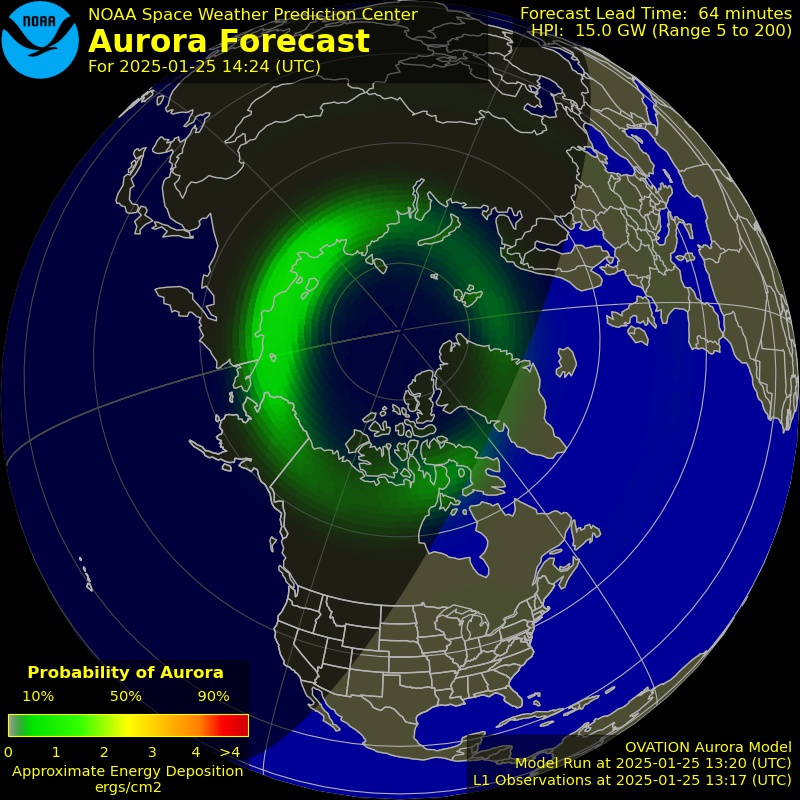 NOAA
NOAA Space Weather Prediction Center
Aurora Forecast
For 2025-01-25 14:24 (UTC)
Forecast Lead Time: 64 minutes
HPI: 15.0 GW (Range 5 to 200)
Probability of Aurora
10% 50% 90%
0 1 2 3 4 >4
Approximate Energy Deposition
ergs/cm2
OVATION Aurora Model
Model Run at 2025-01-25 13:20 (UTC)
L1 Observations at 2025-01-25 13:17 (UTC)